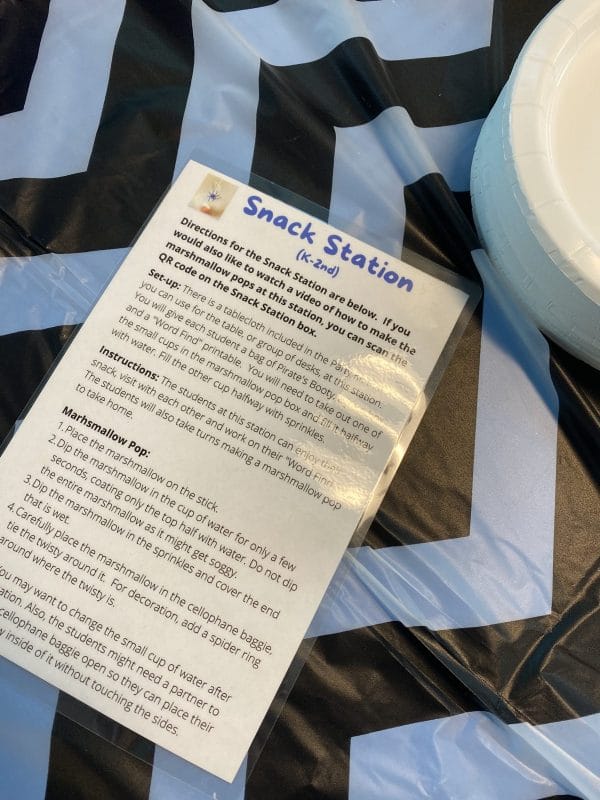 Snack Station
(K-2nd)
Directions for the Snack Station are below. If you
would also like to watch a video of how to make the
marshmallow pops at this station, you can scan the
QR code on the Snack Station box.
Set-up: There is a tablecloth included in the
you can use for the table, or group of desks, at this station.
You will give each student a bag of Pirate's Booty,
and a "Word Find" printable. You will need to take out one of
the small cups in the marshmallow pop box and fill it halfway
with water. Fill the other cup halfway with sprinkles.
Instructions: The students at this station can enjoy their
snack, visit with each other and work on their "Word Find
The students will also take turns making a marshmallow pop
to take home.
Marhsmallow Pop:
1. Place the marshmallow on the stick.
2. Dip the marshmallow in the cup of water for only a few
seconds, coating only the top half with water. Do not dip
the entire marshmallow as it might get soggy.
3. Dip the marshmallow in the sprinkles and cover the end
that is wet.
4. Carefully place the marshmallow in the cellophane baggie.
tie the twisty around it. For decoration, add a spider ring
around where the twisty is.
you may want to change the small cup of water after
ation. Also, the students might need a partner to
cellophane baggie open so they can place their
y inside of it without touching the sides.